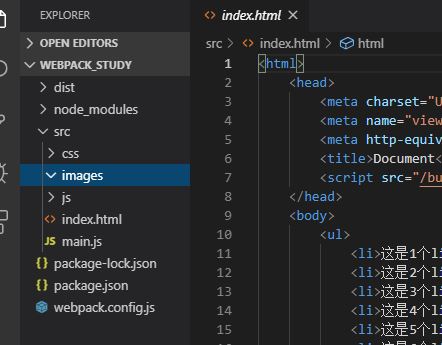 EXPLORER
OPEN EDITORS
WEBPACK_STUDY
dist
node_modules
src
css
images
js
index.html
main.js
package-lock.json
package.json
webpack.config.js
index.html
src > index.html > html
1 <html>
2 <head>
3 <meta charset="U
4 <meta name="view
5 <meta http-equiv
6 <title>Document<
7 <script src="/bu
8 </head>
9 <body>
10 <ul>
11 <li>这是1个li
12 <li>这是2个li
13 <li>这是3个li
14 <li>这是4个li
15 <li>这是5个li